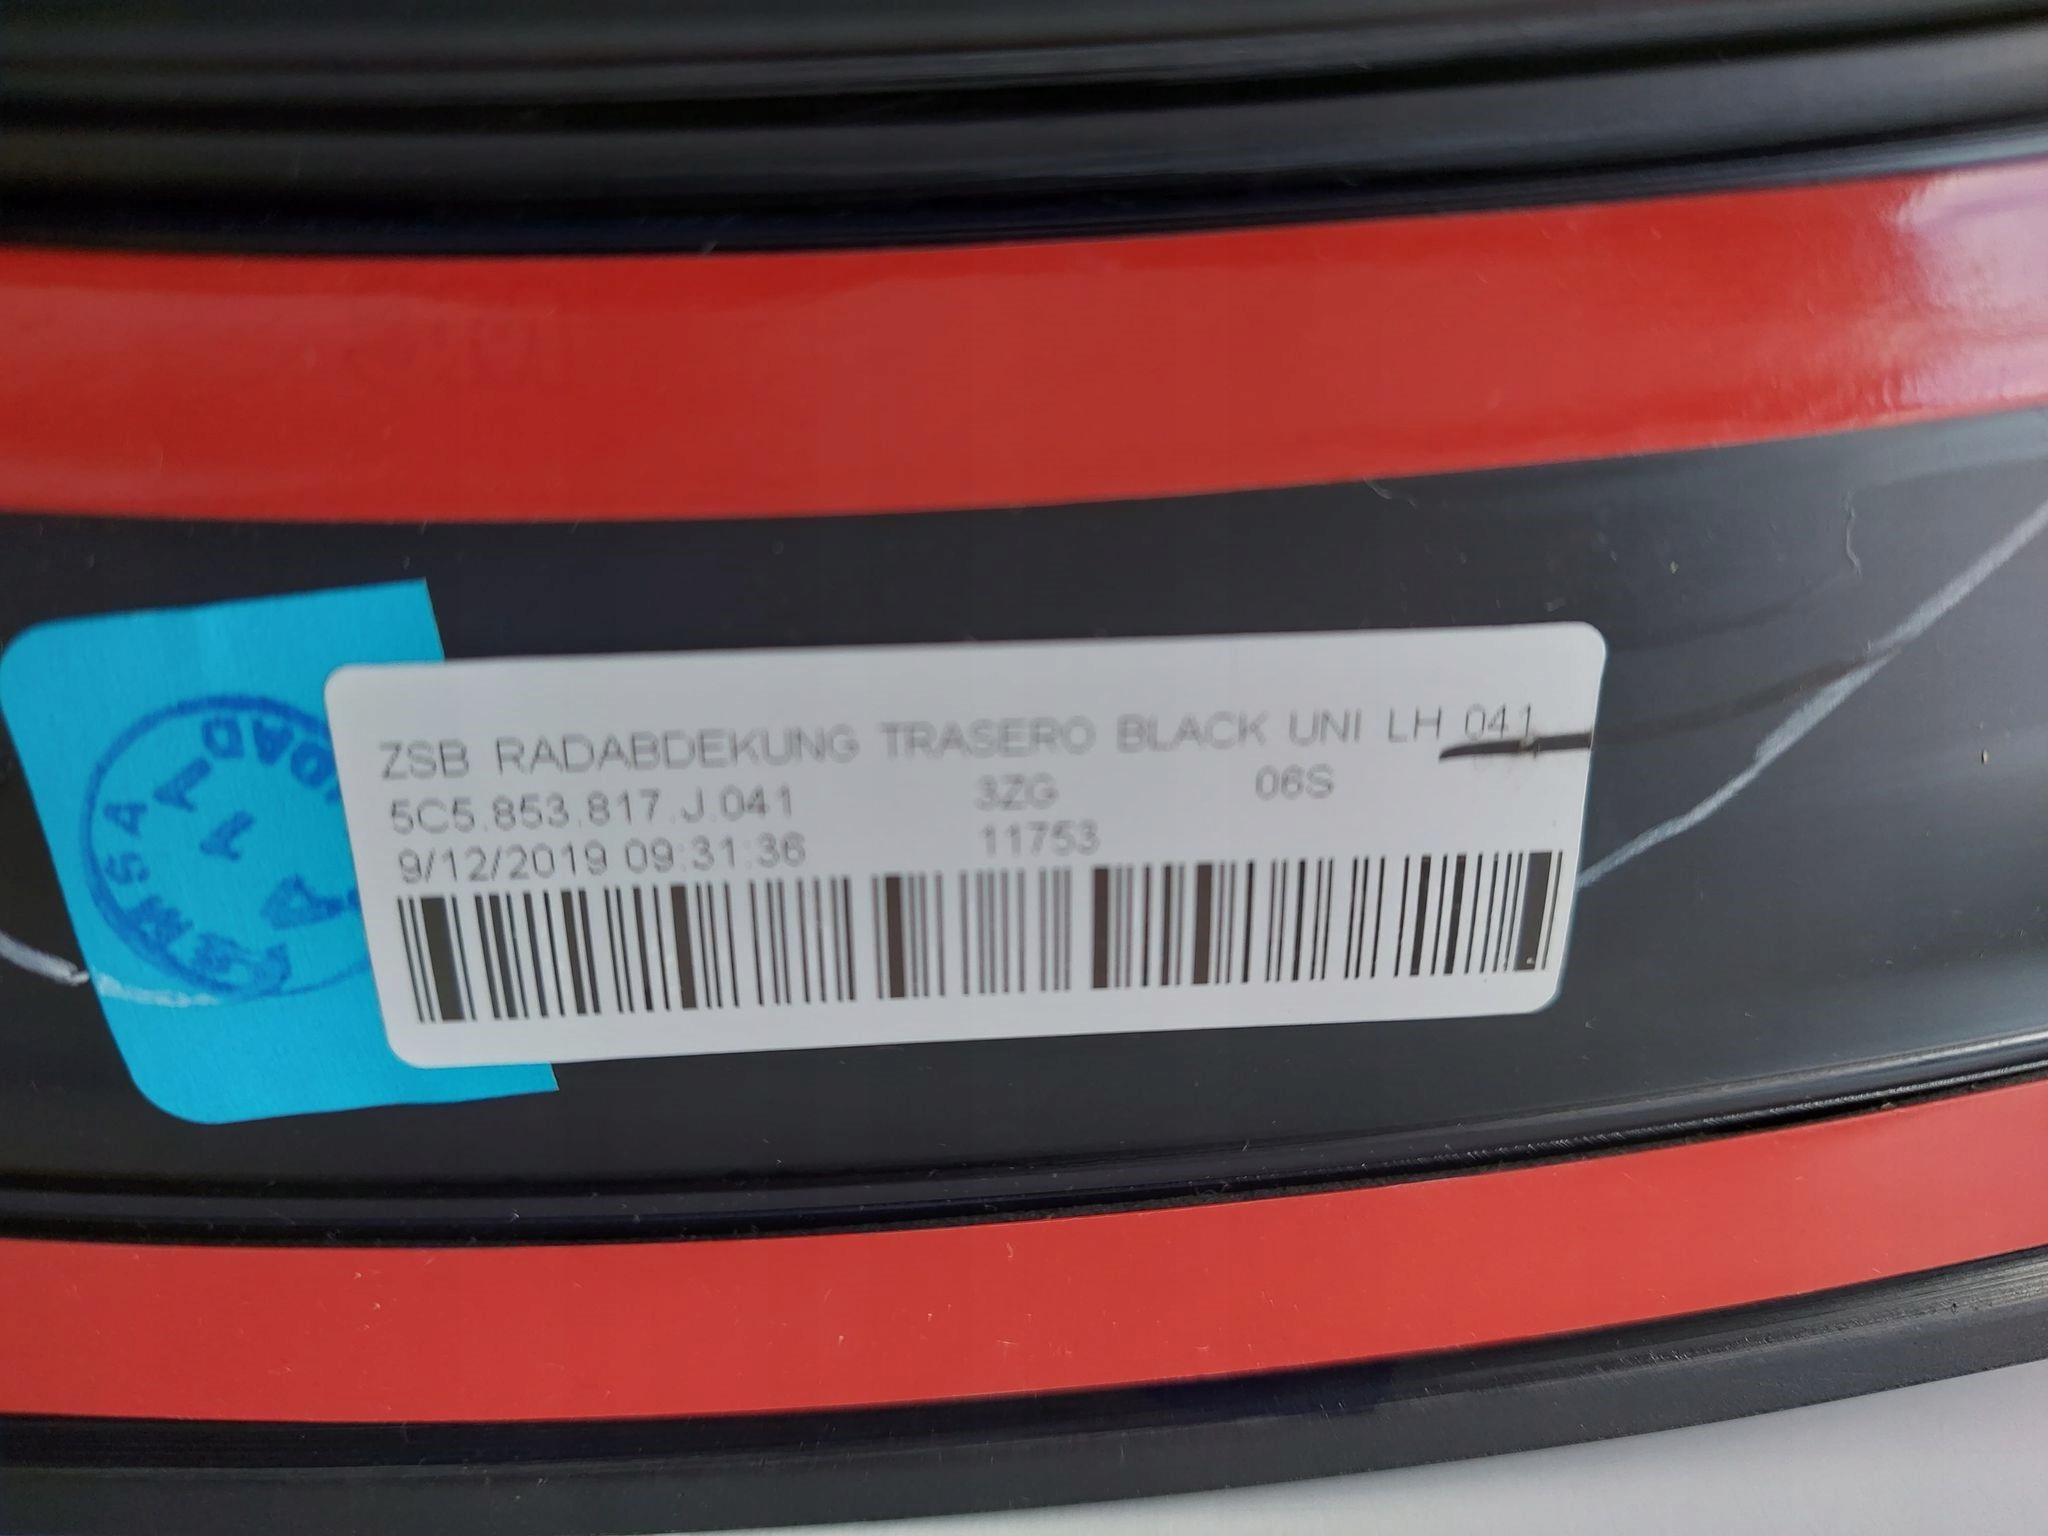 ZSB RADABDEKUNG TRASERO BLACK UNI LH 041
5C5.853.817.J.041 3ZG 06S
9/12/2019 09:31:36 11753